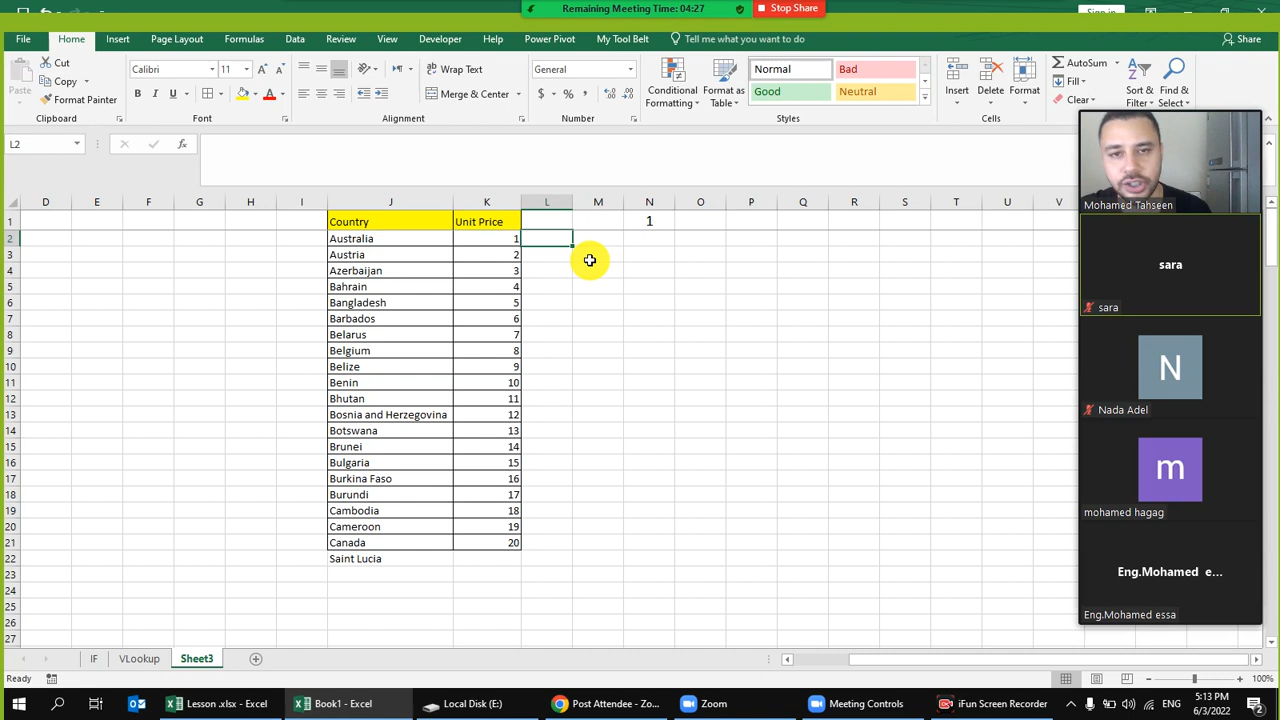 Remaining Meeting Time: 04:27
Stop Share
File Home Insert Page Layout Formulas Data Review View Developer Help Power Pivot My Tool Belt Tell me what you want to do Share
Cut
Copy
Format Painter
Paste
Clipboard
Calibri 11
B I U
Font
Wrap Text
Merge & Center
Alignment
General
$ %
Number
Conditional Formatting
Format as Table
Normal Bad
Good Neutral
Styles
Insert Delete Format
Cells
AutoSum
Fill
Clear
Sort & Filter
Find & Select
L2
fx
D E F G H I J K L M N O P Q R S T U V
1 Country Unit Price 1
2 Australia 1
3 Austria 2
4 Azerbaijan 3
5 Bahrain 4
6 Bangladesh 5
7 Barbados 6
8 Belarus 7
9 Belgium 8
10 Belize 9
11 Benin 10
12 Bhutan 11
13 Bosnia and Herzegovina 12
14 Botswana 13
15 Brunei 14
16 Bulgaria 15
17 Burkina Faso 16
18 Burundi 17
19 Cambodia 18
20 Cameroon 19
21 Canada 20
22 Saint Lucia
23
24
25
26
27
Mohamed Tahseen
sara
sara
N
Nada Adel
m
mohamed hagag
Eng.Mohamed e...
Eng.Mohamed essa
IF VLookup Sheet3
Ready
100%
Lesson .xlsx - Excel
Book1 - Excel
Local Disk (E:)
Post Attendee - Zo...
Zoom
Meeting Controls
iFun Screen Recorder
5:13 PM
6/3/2022